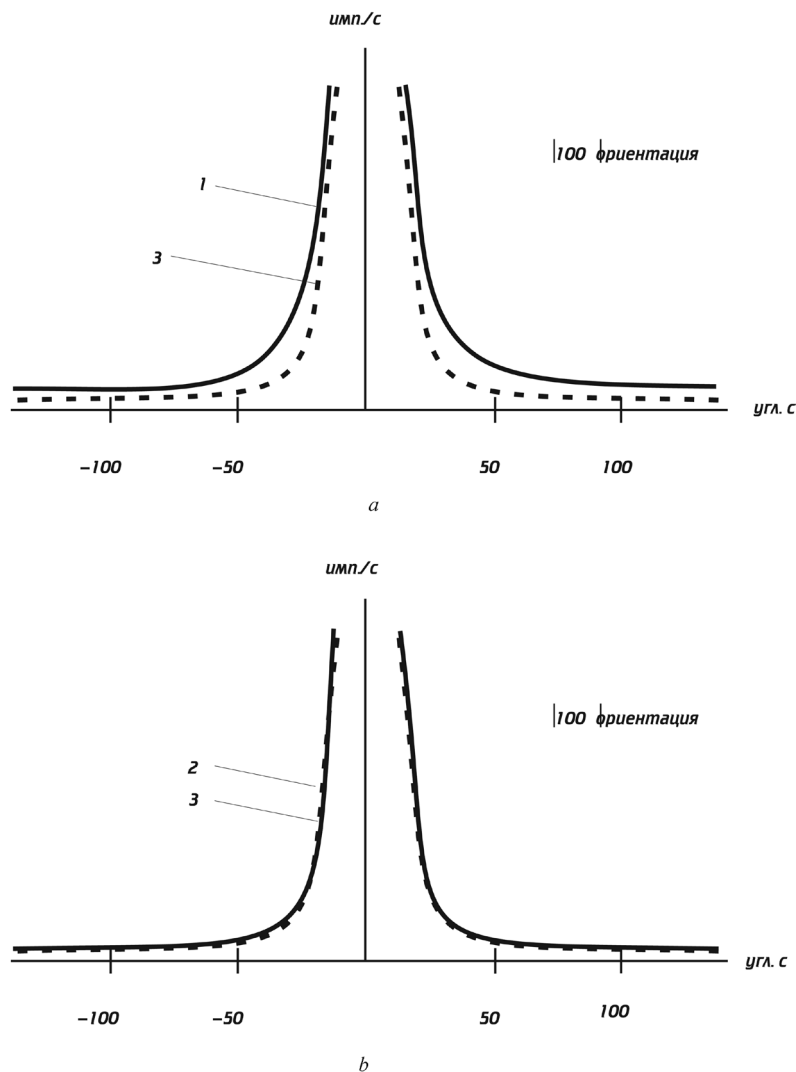 имп./с
|100 |ориентация
1
3
угл. с
–100 –50 50 100
a
имп./с
|100 |ориентация
2
3
угл. с
–100 –50 50 100
b